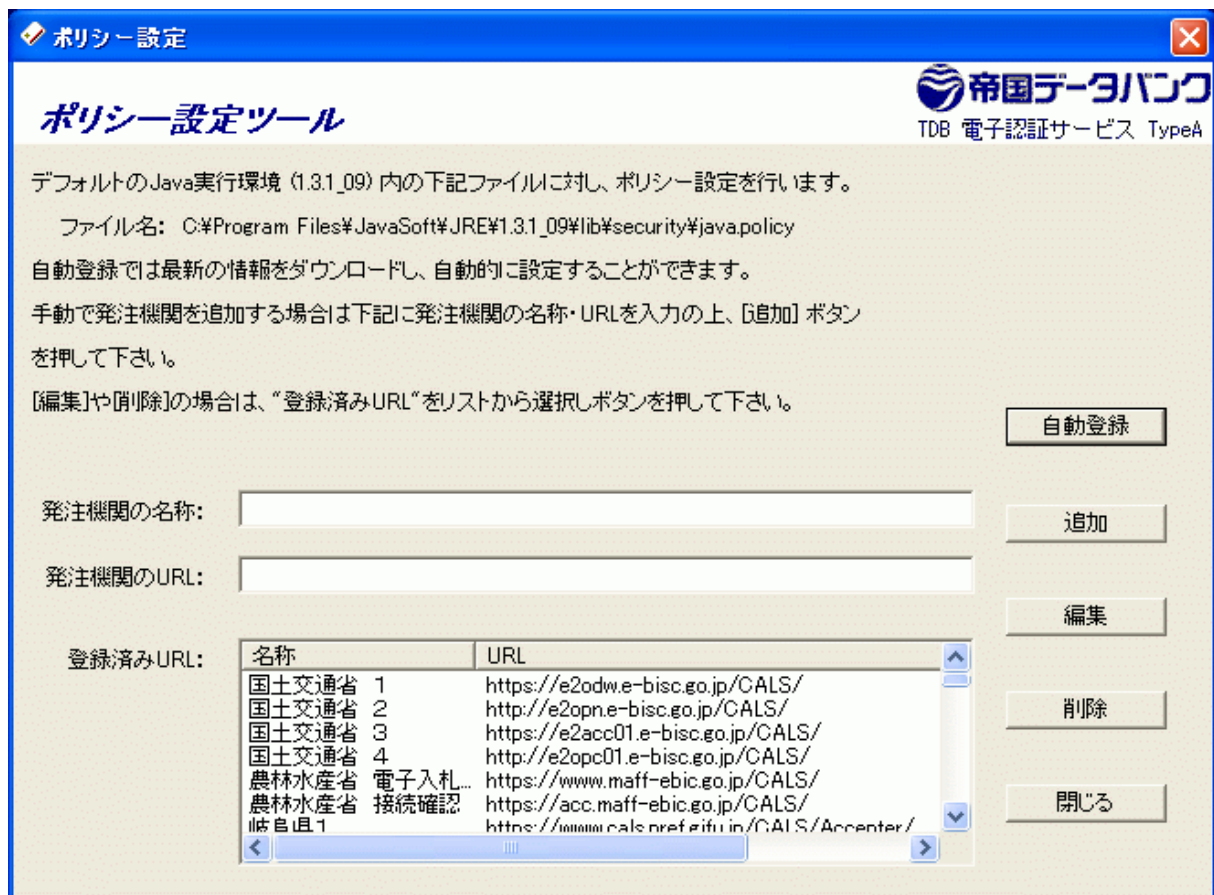 ポリシー設定
帝国データバンク
ポリシー設定ツール
TDB 電子認証サービス TypeA
デフォルトのJava実行環境 (1.3.1_09) 内の下記ファイルに対し、ポリシー設定を行います。
ファイル名: C:¥Program Files¥JavaSoft¥JRE¥1.3.1_09¥lib¥security¥java.policy
自動登録では最新の情報をダウンロードし、自動的に設定することができます。
手動で発注機関を追加する場合は下記に発注機関の名称・URLを入力の上、[追加] ボタン
を押して下さい。
[編集]や[削除]の場合は、“登録済みURL”をリストから選択しボタンを押して下さい。
自動登録
発注機関の名称:
追加
発注機関のURL:
編集
登録済みURL:
名称 URL
国土交通省 1 https://e2odw.e-bisc.go.jp/CALS/
国土交通省 2 http://e2opn.e-bisc.go.jp/CALS/
国土交通省 3 https://e2acc01.e-bisc.go.jp/CALS/
国土交通省 4 http://e2opc01.e-bisc.go.jp/CALS/
農林水産省 電子入札... https://www.maff-ebic.go.jp/CALS/
農林水産省 接続確認 https://acc.maff-ebic.go.jp/CALS/
岐阜県1 https://www.cals.pref.gifu.jp/CALS/Accepter/
削除
閉じる